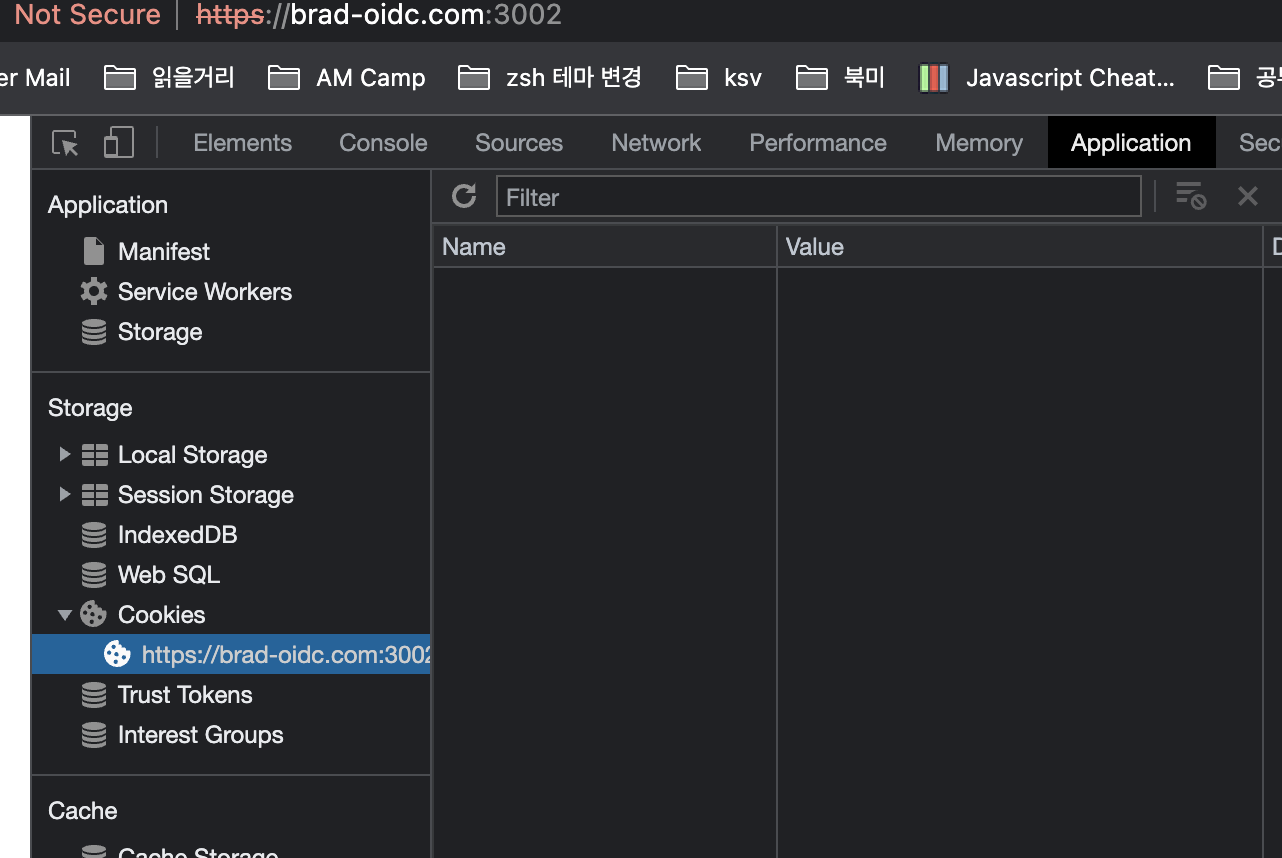 Not Secure https://brad-oidc.com:3002
er Mail 읽을거리 AM Camp zsh 테마 변경 ksv 북미 Javascript Cheat...
Elements Console Sources Network Performance Memory Application Sec
Application
Filter
Name Value
Manifest
Service Workers
Storage
Storage
Local Storage
Session Storage
IndexedDB
Web SQL
Cookies
https://brad-oidc.com:3002
Trust Tokens
Interest Groups
Cache
Cache Storage